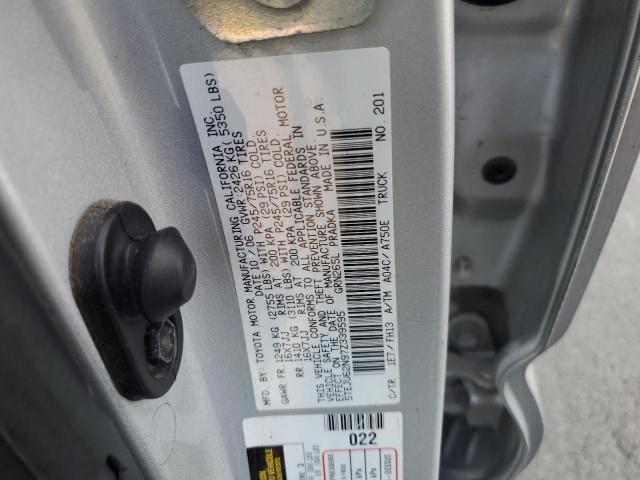 TOYOTA MOTOR MANUFACTURING CALIFORNIA, INC.
DATE 10/06 GVWR 2426 KG ( 5350 LBS)
GAWR FR. 1249 KG (2755 LBS) WITH P245/75R16 TIRES
16X7JJ RIMS AT 200 KPA (29 PSI) COLD
RR 1410 KG (3110 LBS) WITH P245/75R16 TIRES
16X7JJ RIMS AT 200 KPA (29 PSI) COLD.
THIS VEHICLE CONFORMS TO ALL APPLICABLE FEDERAL MOTOR
VEHICLE SAFETY AND THEFT PREVENTION STANDARDS IN
EFFECT ON THE DATE OF MANUFACTURE SHOWN ABOVE.
5TEJU62N97Z339595 GRN265L PRADKA MADE IN U.S.A.
C/TR 1E7/FH13 A/TM A04C/A750E TRUCK NO. 201
022